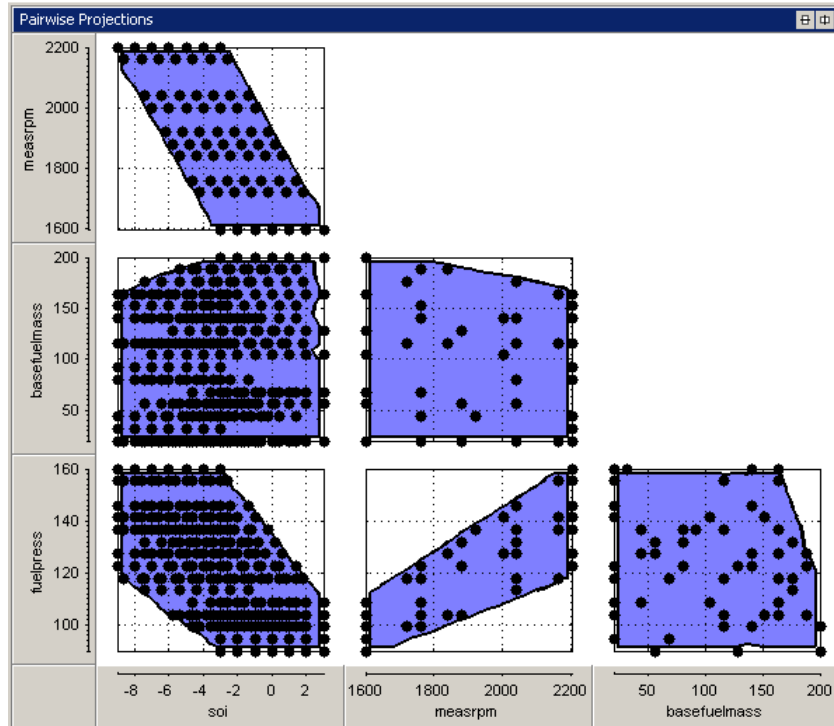 Pairwise Projections
2200
2000
1800
1600
measrpm
200
150
100
50
basefuelmass
160
140
120
100
fuelpress
-8 -6 -4 -2 0 2
1600 1800 2000 2200
50 100 150 200
soi
measrpm
basefuelmass